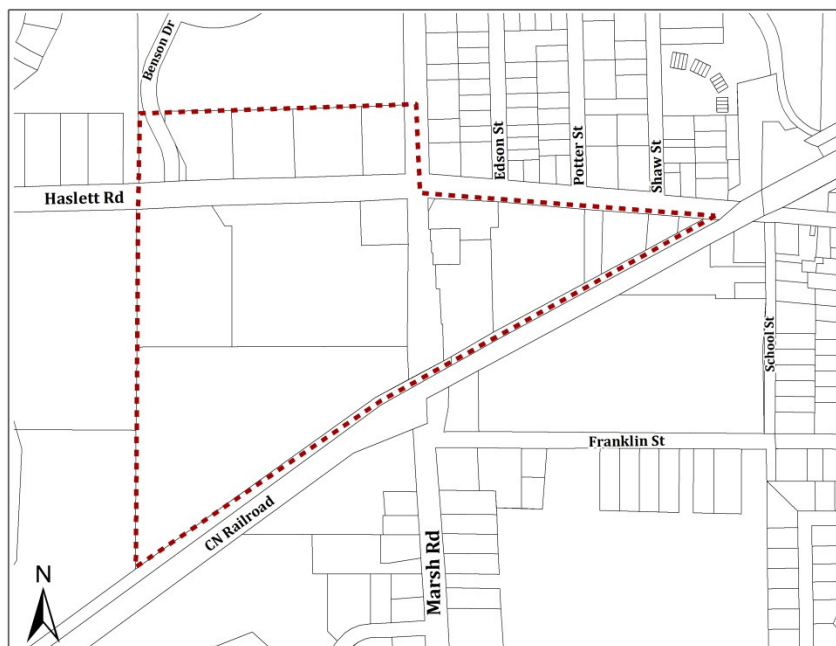 Benson Dr
Edson St
Potter St
Shaw St
Haslett Rd
School St
Franklin St
CN Railroad
Marsh Rd
N